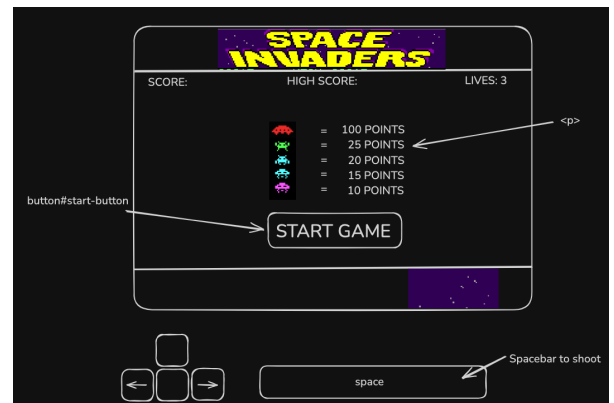 SPACE
INVADERS
SCORE: HIGH SCORE: LIVES: 3
= 100 POINTS
<p>
= 25 POINTS
= 20 POINTS
= 15 POINTS
= 10 POINTS
button#start-button
START GAME
Spacebar to shoot
← →
space